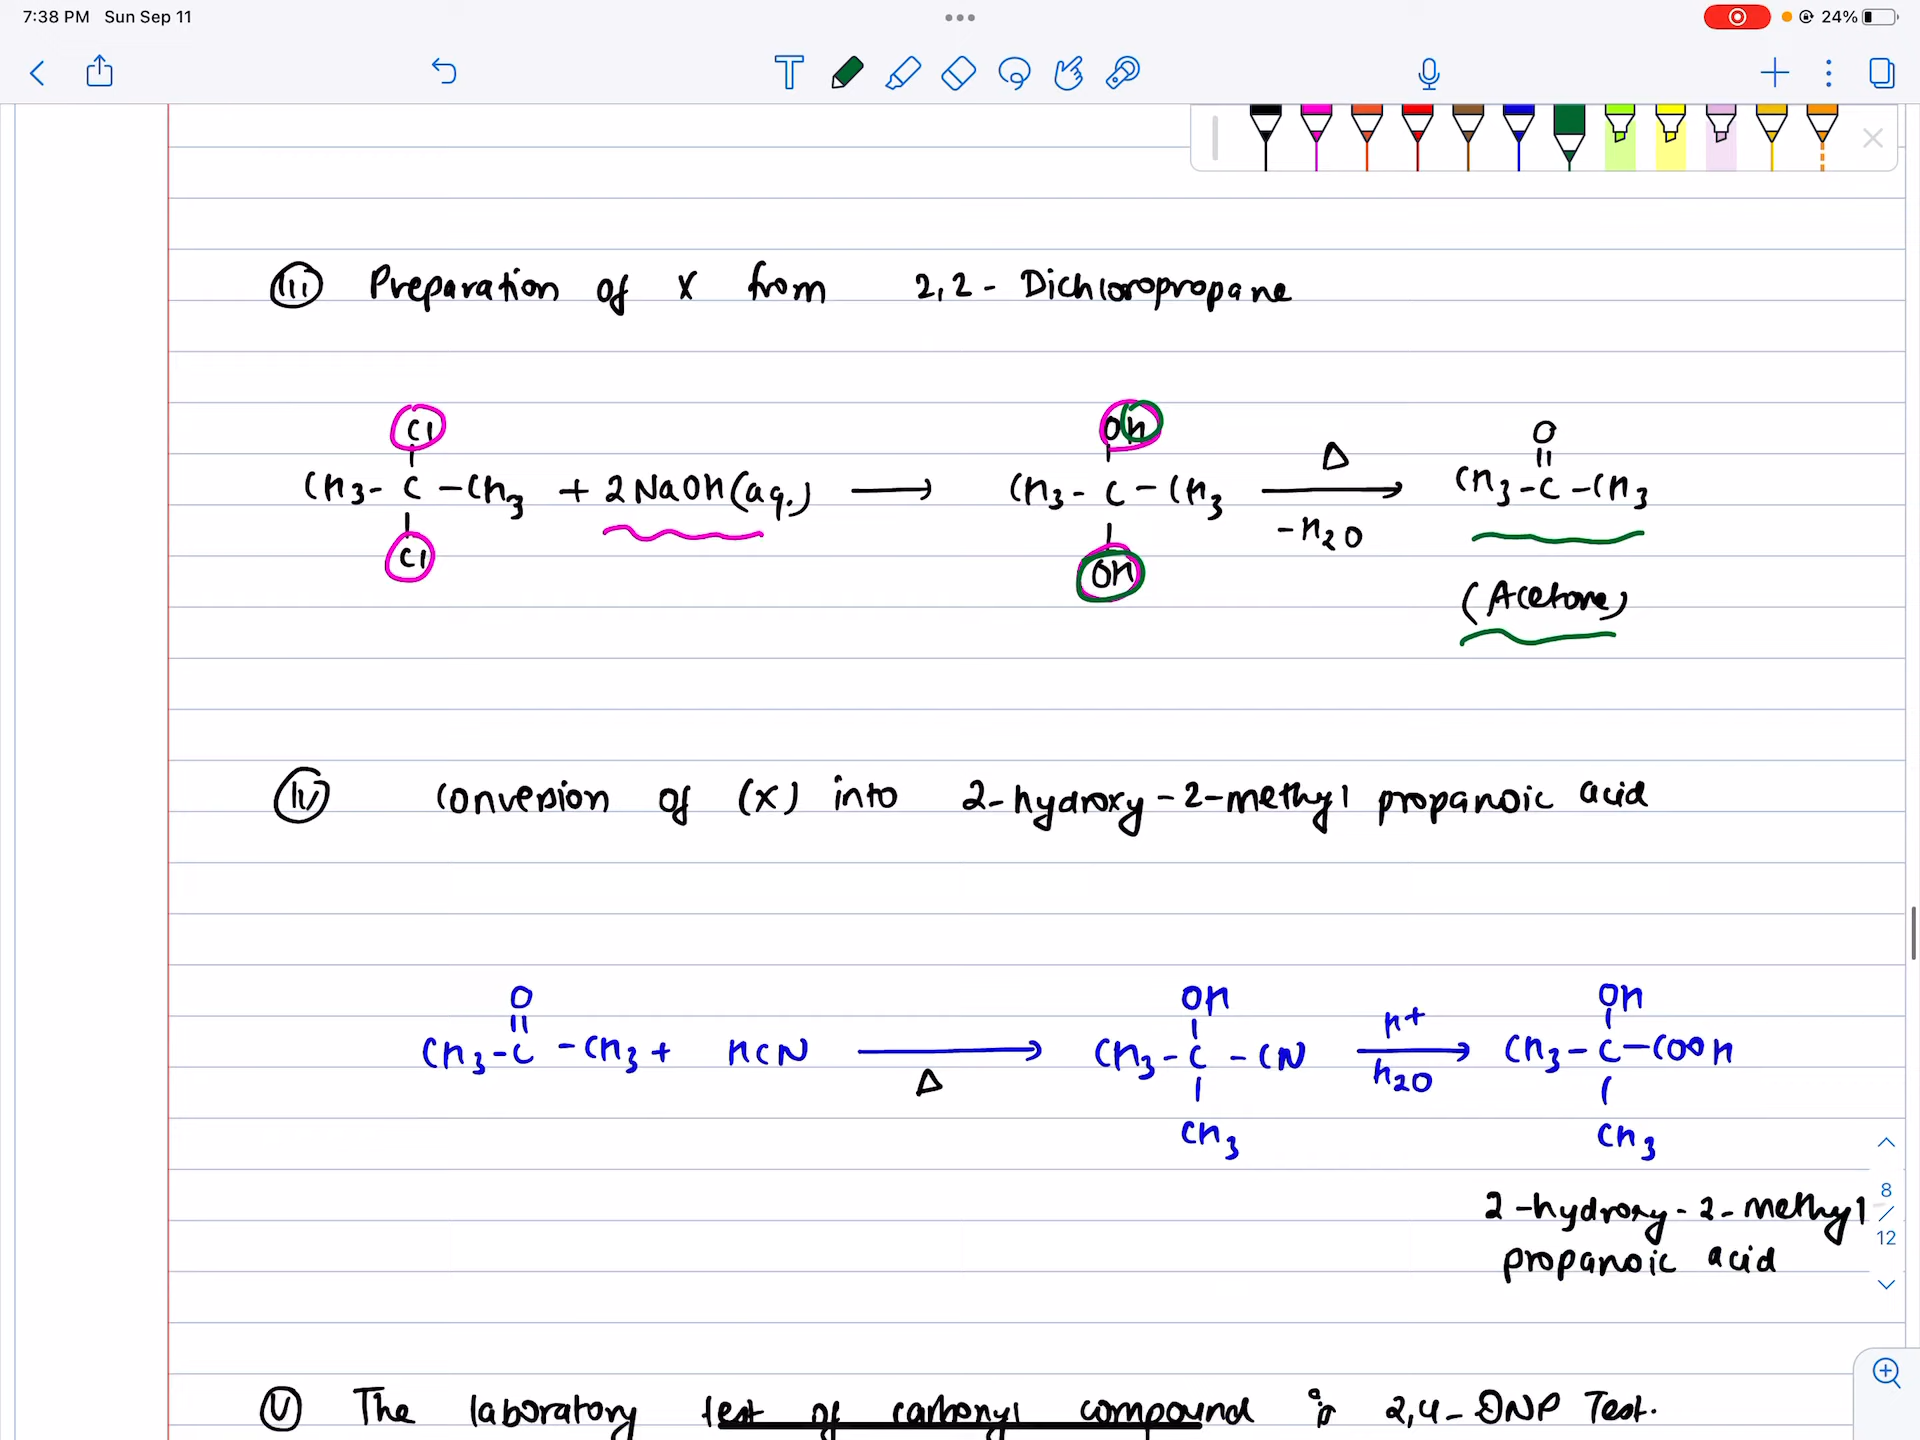 7:38 PM Sun Sep 11
24%
T
(iii) Preparation of X from 2,2- Dichloropropane
Cl OH O
CH3- C -CH3 + 2NaOH(aq.) ⟶ CH3- C -CH3 Δ ⟶ CH3-C-CH3
-H2O
Cl OH
(Acetone)
(iv) Convesion of (X) into 2-hydroxy-2-methyl propanoic acid
O OH OH
CH3-C-CH3 + HCN ⟶ CH3-C-CN H+ ⟶ CH3-C-COOH
Δ H2O
CH3 CH3
2-hydroxy-2-methyl
propanoic acid
8
/
12
(v) The laboratory test of carbonyl compound is 2,4-DNP Test.